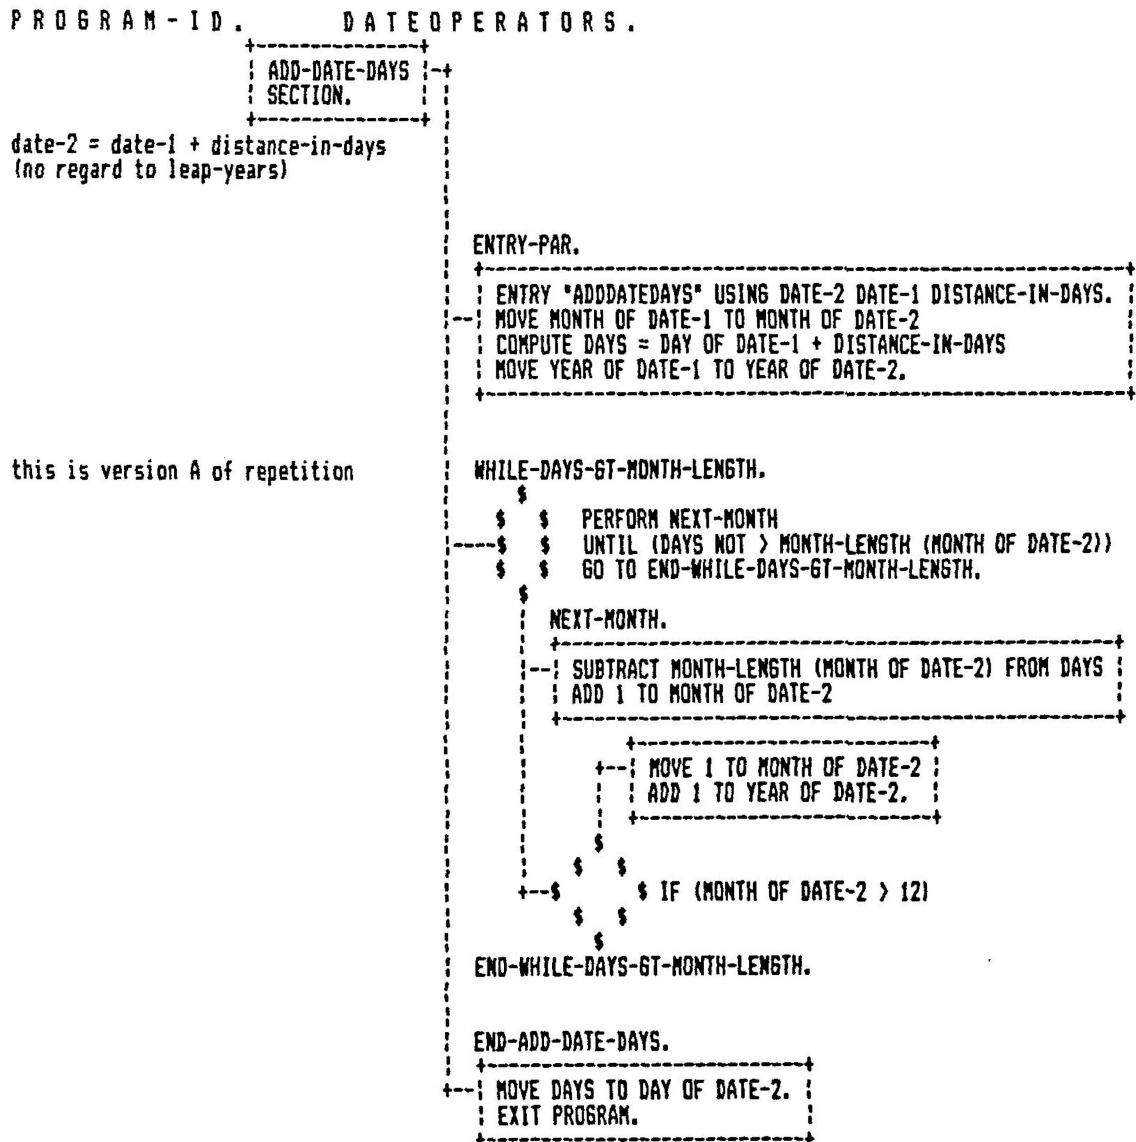 PROGRAM-ID. DATEOPERATORS.
ADD-DATE-DAYS
SECTION.
date-2 = date-1 + distance-in-days
(no regard to leap-years)
ENTRY-PAR.
ENTRY "ADDDATEDAYS" USING DATE-2 DATE-1 DISTANCE-IN-DAYS.
MOVE MONTH OF DATE-1 TO MONTH OF DATE-2
COMPUTE DAYS = DAY OF DATE-1 + DISTANCE-IN-DAYS
MOVE YEAR OF DATE-1 TO YEAR OF DATE-2.
this is version A of repetition
WHILE-DAYS-GT-MONTH-LENGTH.
PERFORM NEXT-MONTH
UNTIL (DAYS NOT > MONTH-LENGTH (MONTH OF DATE-2))
GO TO END-WHILE-DAYS-GT-MONTH-LENGTH.
NEXT-MONTH.
SUBTRACT MONTH-LENGTH (MONTH OF DATE-2) FROM DAYS
ADD 1 TO MONTH OF DATE-2
MOVE 1 TO MONTH OF DATE-2
ADD 1 TO YEAR OF DATE-2.
IF (MONTH OF DATE-2 > 12)
END-WHILE-DAYS-GT-MONTH-LENGTH.
END-ADD-DATE-DAYS.
MOVE DAYS TO DAY OF DATE-2.
EXIT PROGRAM.